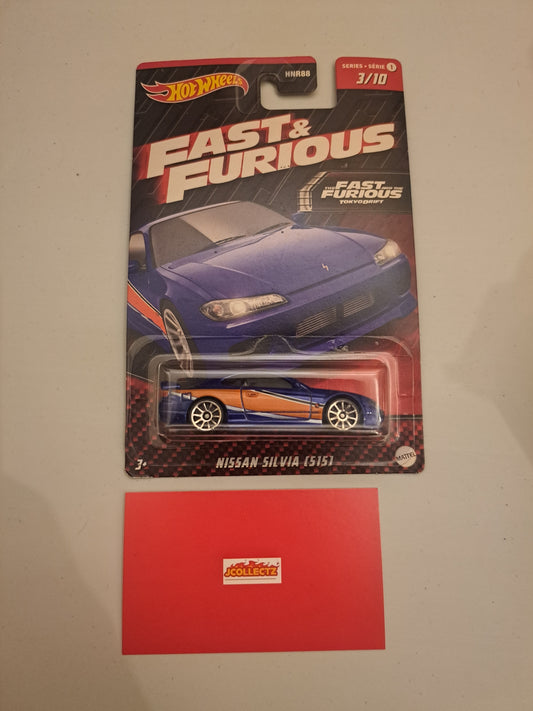 Hot Wheels
HNR88
SERIES • SÉRIE 1
3/10
FAST &
FURIOUS
THE FAST AND THE
FURIOUS
TOKYO DRIFT
3+
NISSAN SILVIA (S15)
MATTEL
JCOLLECTZ